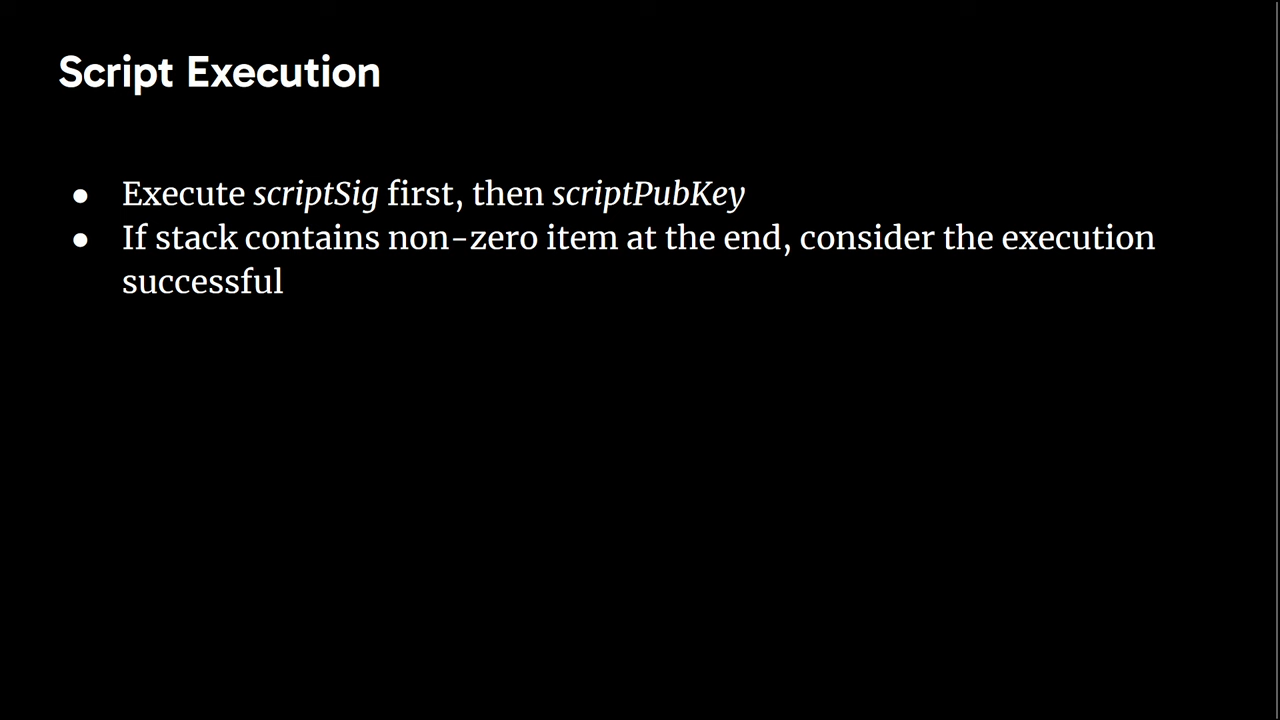 Script Execution
● Execute scriptSig first, then scriptPubKey
● If stack contains non-zero item at the end, consider the execution
successful